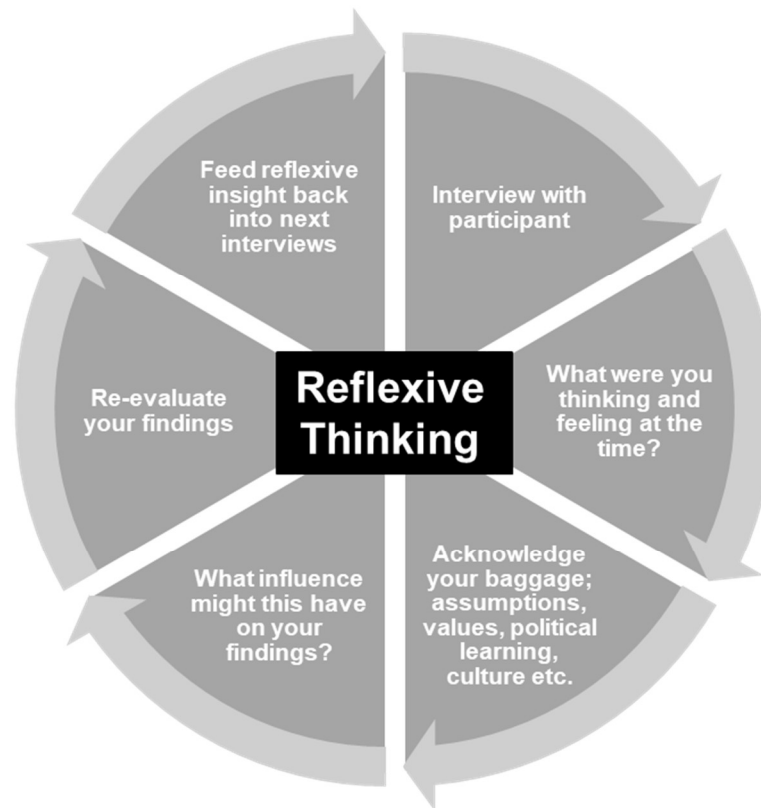 Reflexive
Thinking
Interview with
participant
What were you
thinking and
feeling at the
time?
Acknowledge
your baggage;
assumptions,
values, political
learning,
culture etc.
What influence
might this have
on your
findings?
Re-evaluate
your findings
Feed reflexive
insight back
into next
interviews